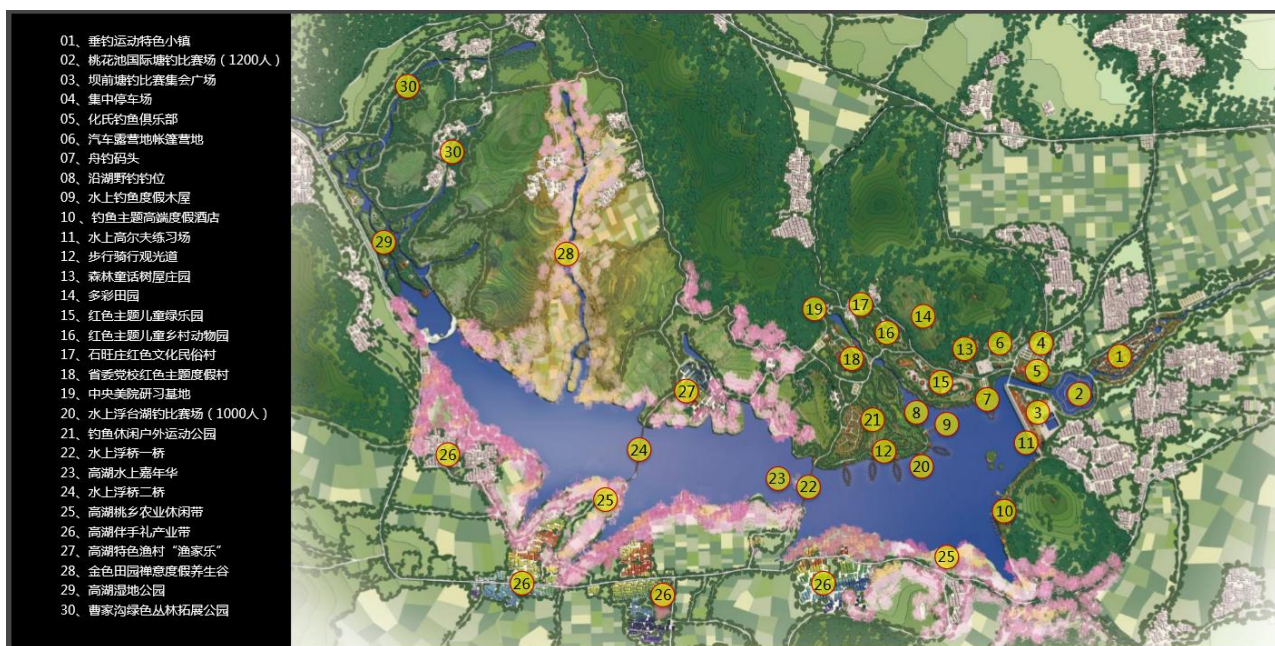 01、垂钓运动特色小镇
02、桃花池国际塘钓比赛场（1200人）
03、坝前塘钓比赛集会广场
04、集中停车场
05、化氏钓鱼俱乐部
06、汽车露营地帐篷营地
07、舟钓码头
08、沿湖野钓钓位
09、水上钓鱼度假木屋
10 、钓鱼主题高端度假酒店
11、水上高尔夫练习场
12、步行骑行观光道
13、森林童话树屋庄园
14、多彩田园
15、红色主题儿童绿乐园
16、红色主题儿童乡村动物园
17、石旺庄红色文化民俗村
18、省委党校红色主题度假村
19、中央美院研习基地
20、水上浮台湖钓比赛场（1000人）
21、钓鱼休闲户外运动公园
22、水上浮桥一桥
23、高湖水上嘉年华
24、水上浮桥二桥
25、高湖桃乡农业休闲带
26、高湖伴手礼产业带
27、高湖特色渔村“渔家乐”
28、金色田园禅意度假养生谷
29、高湖湿地公园
30、曹家沟绿色丛林拓展公园
30
30
29
28
19
17
14
16
18
13
6
4
1
5
15
7
2
27
8
3
21
9
11
24
12
26
20
23
22
25
10
25
26
26
26